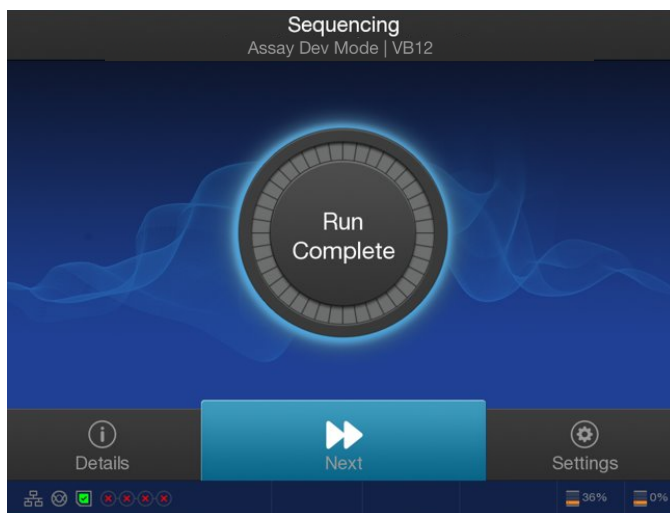 Sequencing
Assay Dev Mode | VB12
Run
Complete
Details
Next
Settings
36%
0%